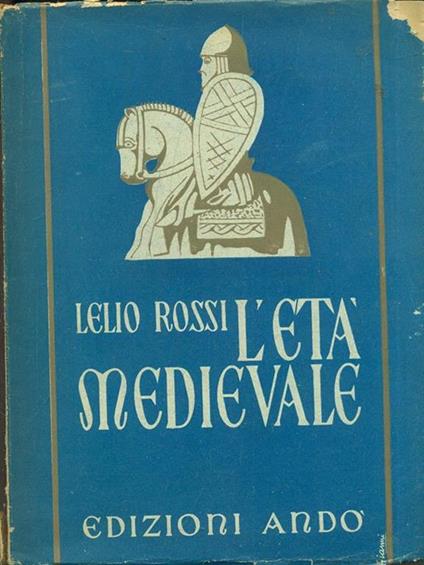 LELIO ROSSI L'ETA'
MEDIEVALE
EDIZIONI ANDO'